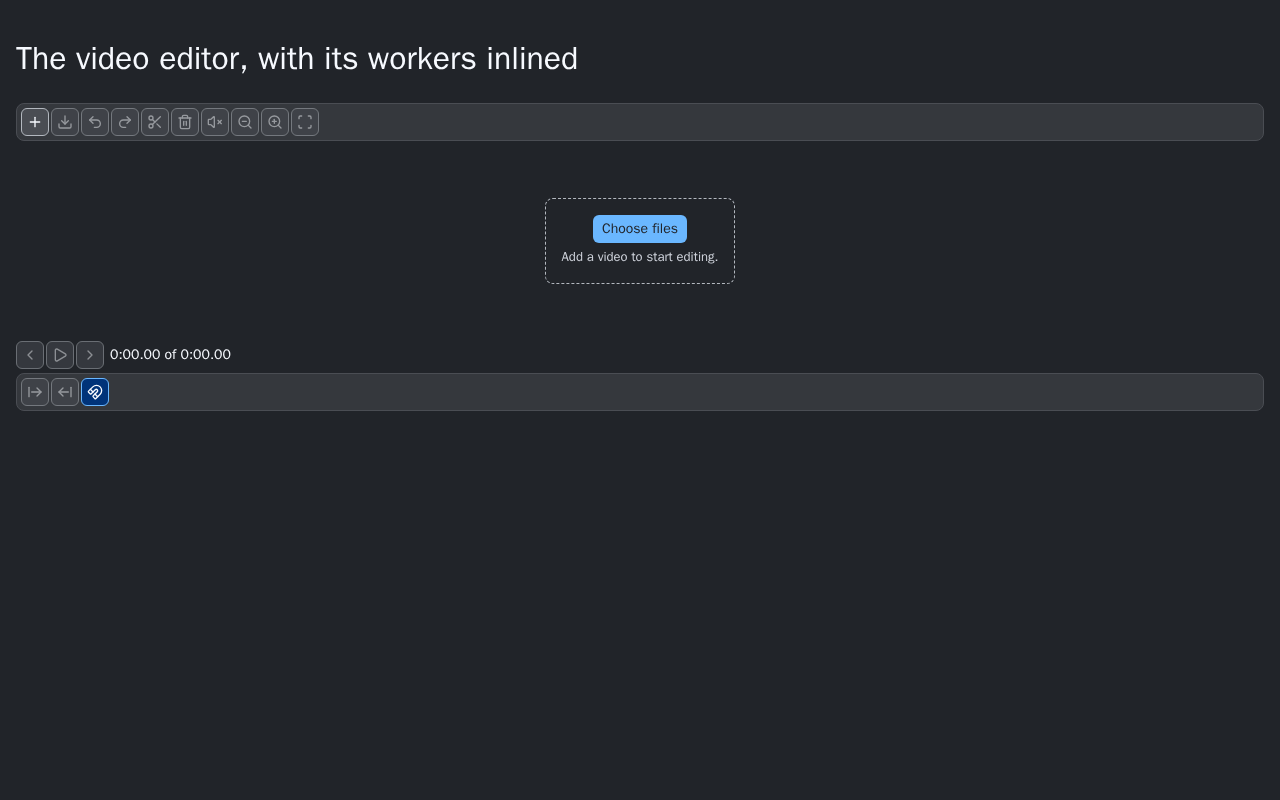 The video editor, with its workers inlined
Choose files
Add a video to start editing.
0:00.00 of 0:00.00